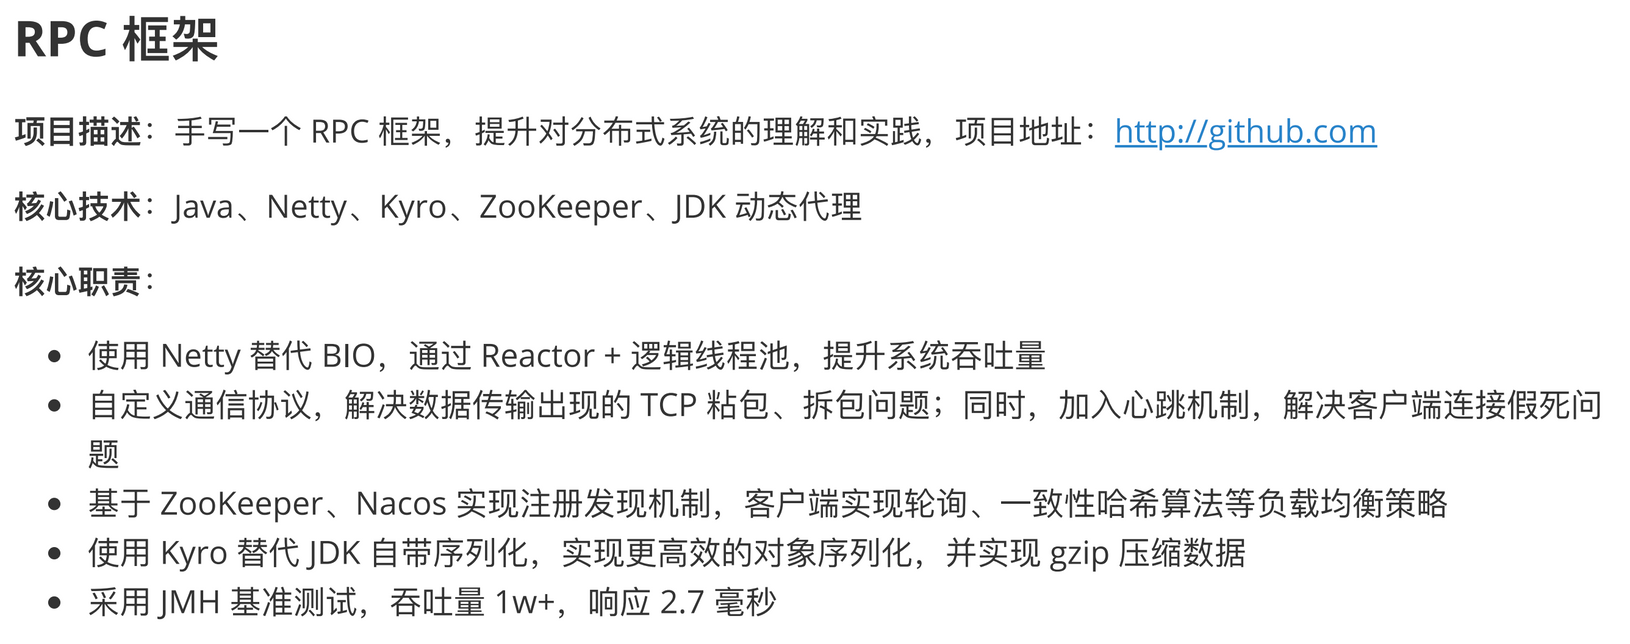 RPC 框架
项目描述：手写一个 RPC 框架，提升对分布式系统的理解和实践，项目地址：http://github.com
核心技术：Java、Netty、Kyro、ZooKeeper、JDK 动态代理
核心职责：
• 使用 Netty 替代 BIO，通过 Reactor + 逻辑线程池，提升系统吞吐量
• 自定义通信协议，解决数据传输出现的 TCP 粘包、拆包问题；同时，加入心跳机制，解决客户端连接假死问
题
• 基于 ZooKeeper、Nacos 实现注册发现机制，客户端实现轮询、一致性哈希算法等负载均衡策略
• 使用 Kyro 替代 JDK 自带序列化，实现更高效的对象序列化，并实现 gzip 压缩数据
• 采用 JMH 基准测试，吞吐量 1w+，响应 2.7 毫秒